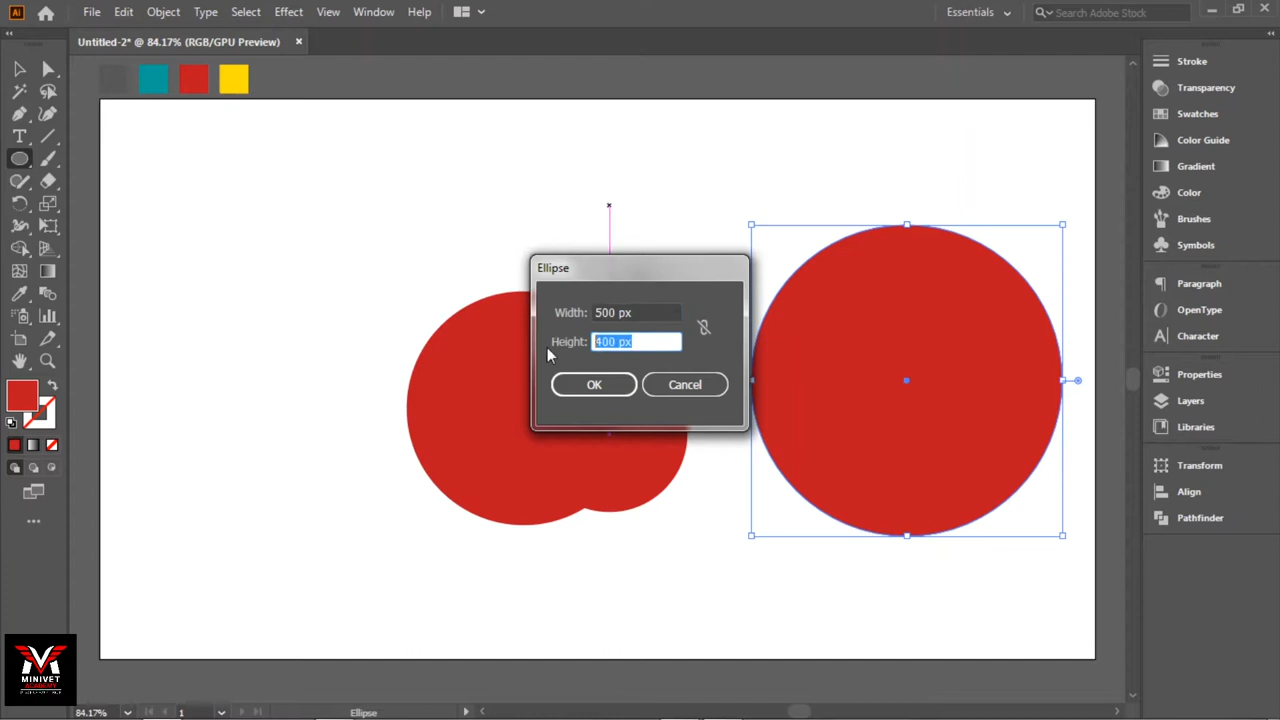 Ai
File Edit Object Type Select Effect View Window Help
Essentials
Search Adobe Stock
Untitled-2* @ 84.17% (RGB/GPU Preview) ×
Stroke
Transparency
Swatches
Color Guide
Gradient
Color
Brushes
Symbols
Paragraph
OpenType
Character
Properties
Layers
Libraries
Transform
Align
Pathfinder
Ellipse
Width: 500 px
Height: 400 px
OK Cancel
MINIVET
84.17% 1 Ellipse